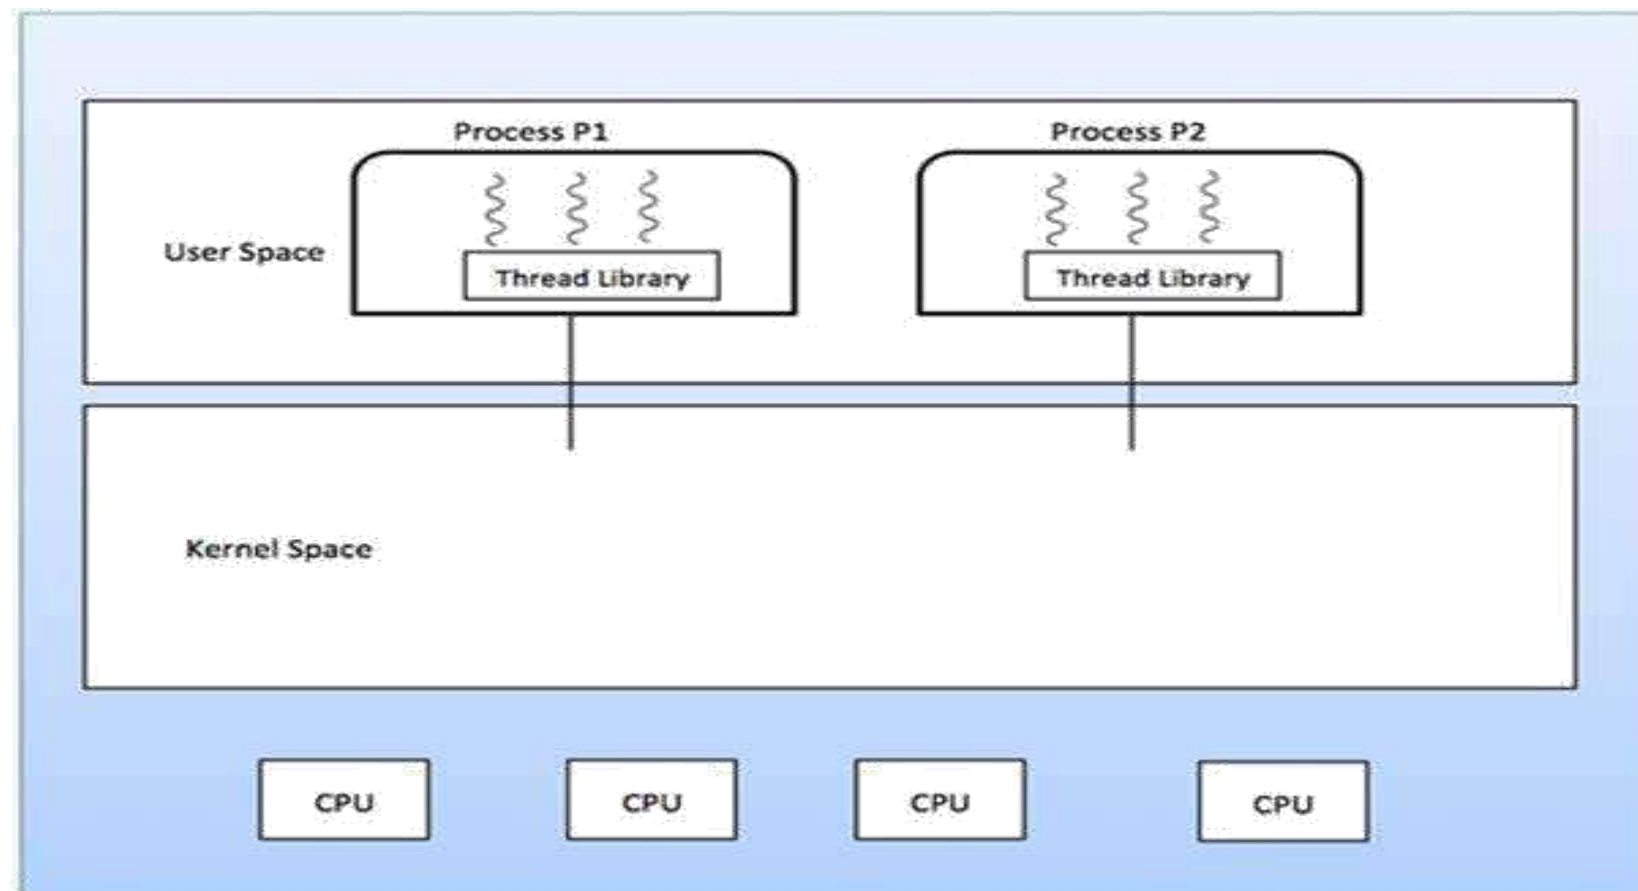 Process P1
Process P2
User Space
Thread Library
Thread Library
Kernel Space
CPU
CPU
CPU
CPU